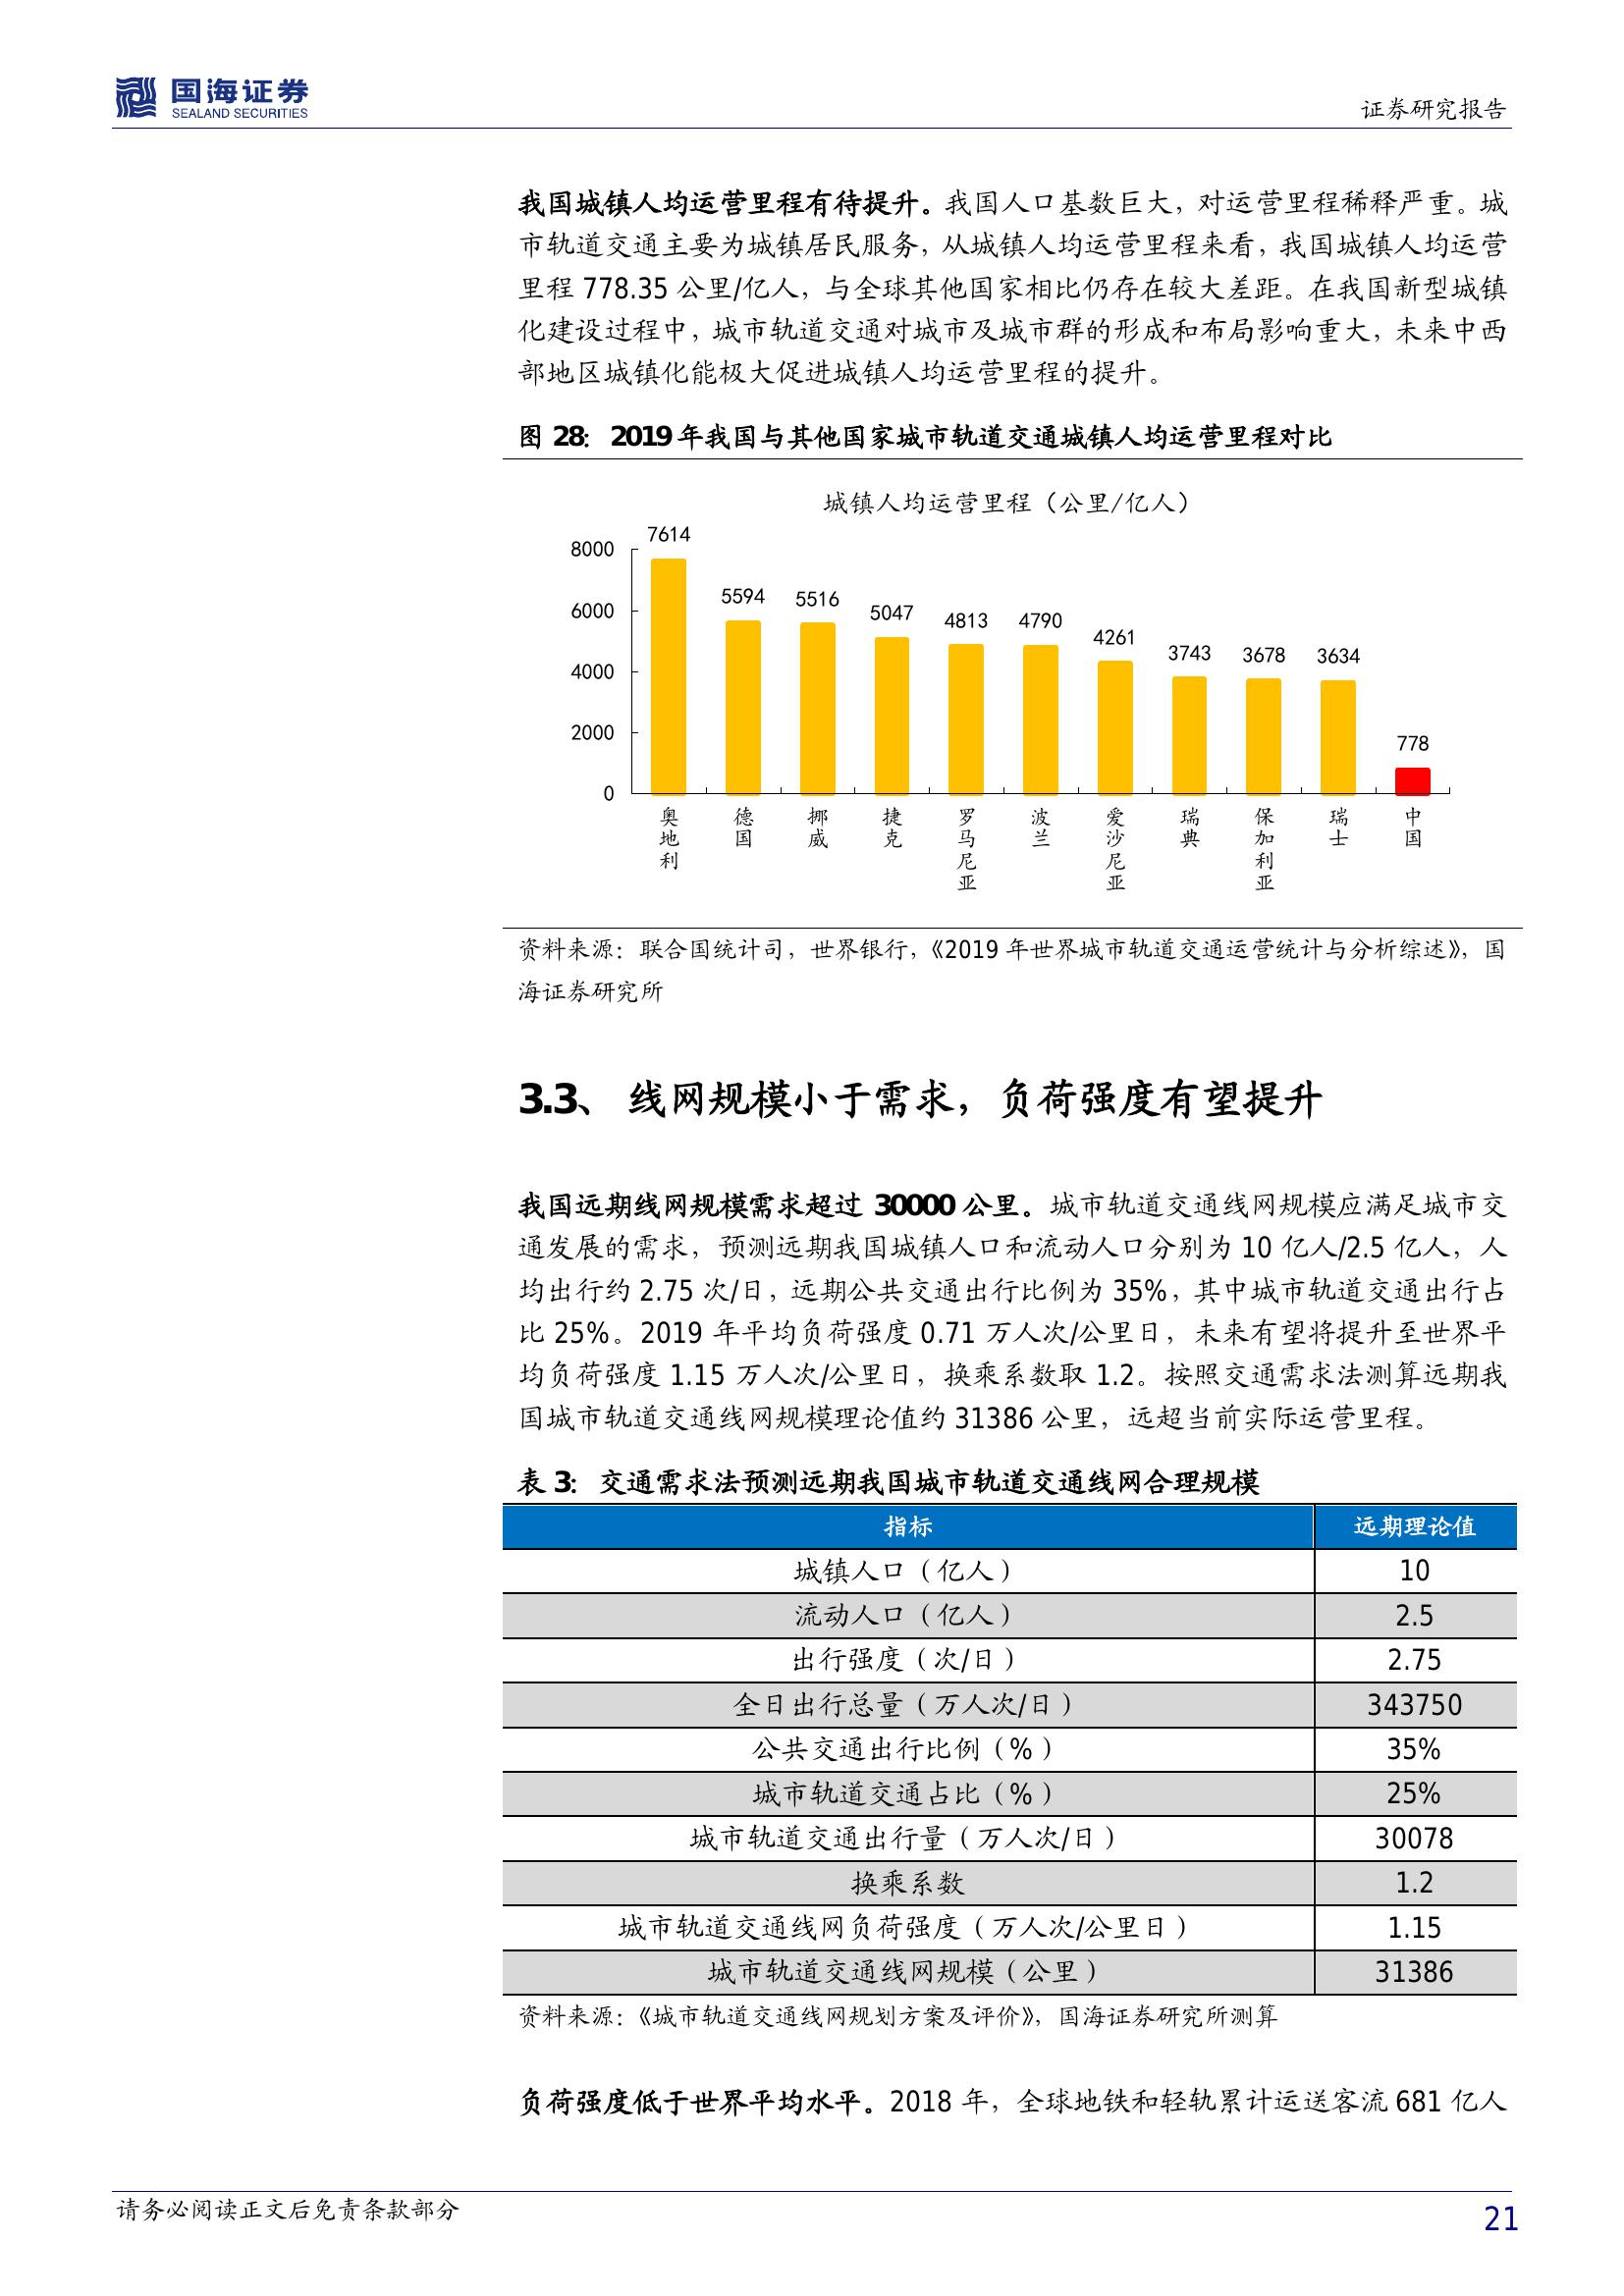 国海证券
SEALAND SECURITIES
证券研究报告
我国城镇人均运营里程有待提升。我国人口基数巨大，对运营里程稀释严重。城
市轨道交通主要为城镇居民服务，从城镇人均运营里程来看，我国城镇人均运营
里程 778.35 公里/亿人，与全球其他国家相比仍存在较大差距。在我国新型城镇
化建设过程中，城市轨道交通对城市及城市群的形成和布局影响重大，未来中西
部地区城镇化能极大促进城镇人均运营里程的提升。
图 28：2019 年我国与其他国家城市轨道交通城镇人均运营里程对比
城镇人均运营里程（公里/亿人）
8000
6000
4000
2000
0
7614
5594
5516
5047
4813
4790
4261
3743
3678
3634
778
奥地利
德国
挪威
捷克
罗马尼亚
波兰
爱沙尼亚
瑞典
保加利亚
瑞士
中国
资料来源：联合国统计司，世界银行，《2019 年世界城市轨道交通运营统计与分析综述》，国
海证券研究所
3.3、 线网规模小于需求，负荷强度有望提升
我国远期线网规模需求超过 30000 公里。城市轨道交通线网规模应满足城市交
通发展的需求，预测远期我国城镇人口和流动人口分别为 10 亿人/2.5 亿人，人
均出行约 2.75 次/日，远期公共交通出行比例为 35%，其中城市轨道交通出行占
比 25%。2019 年平均负荷强度 0.71 万人次/公里日，未来有望将提升至世界平
均负荷强度 1.15 万人次/公里日，换乘系数取 1.2。按照交通需求法测算远期我
国城市轨道交通线网规模理论值约 31386 公里，远超当前实际运营里程。
表 3：交通需求法预测远期我国城市轨道交通线网合理规模
指标 远期理论值
城镇人口（亿人） 10
流动人口（亿人） 2.5
出行强度（次/日） 2.75
全日出行总量（万人次/日） 343750
公共交通出行比例（%） 35%
城市轨道交通占比（%） 25%
城市轨道交通出行量（万人次/日） 30078
换乘系数 1.2
城市轨道交通线网负荷强度（万人次/公里日） 1.15
城市轨道交通线网规模（公里） 31386
资料来源：《城市轨道交通线网规划方案及评价》，国海证券研究所测算
负荷强度低于世界平均水平。2018 年，全球地铁和轻轨累计运送客流 681 亿人
请务必阅读正文后免责条款部分
21